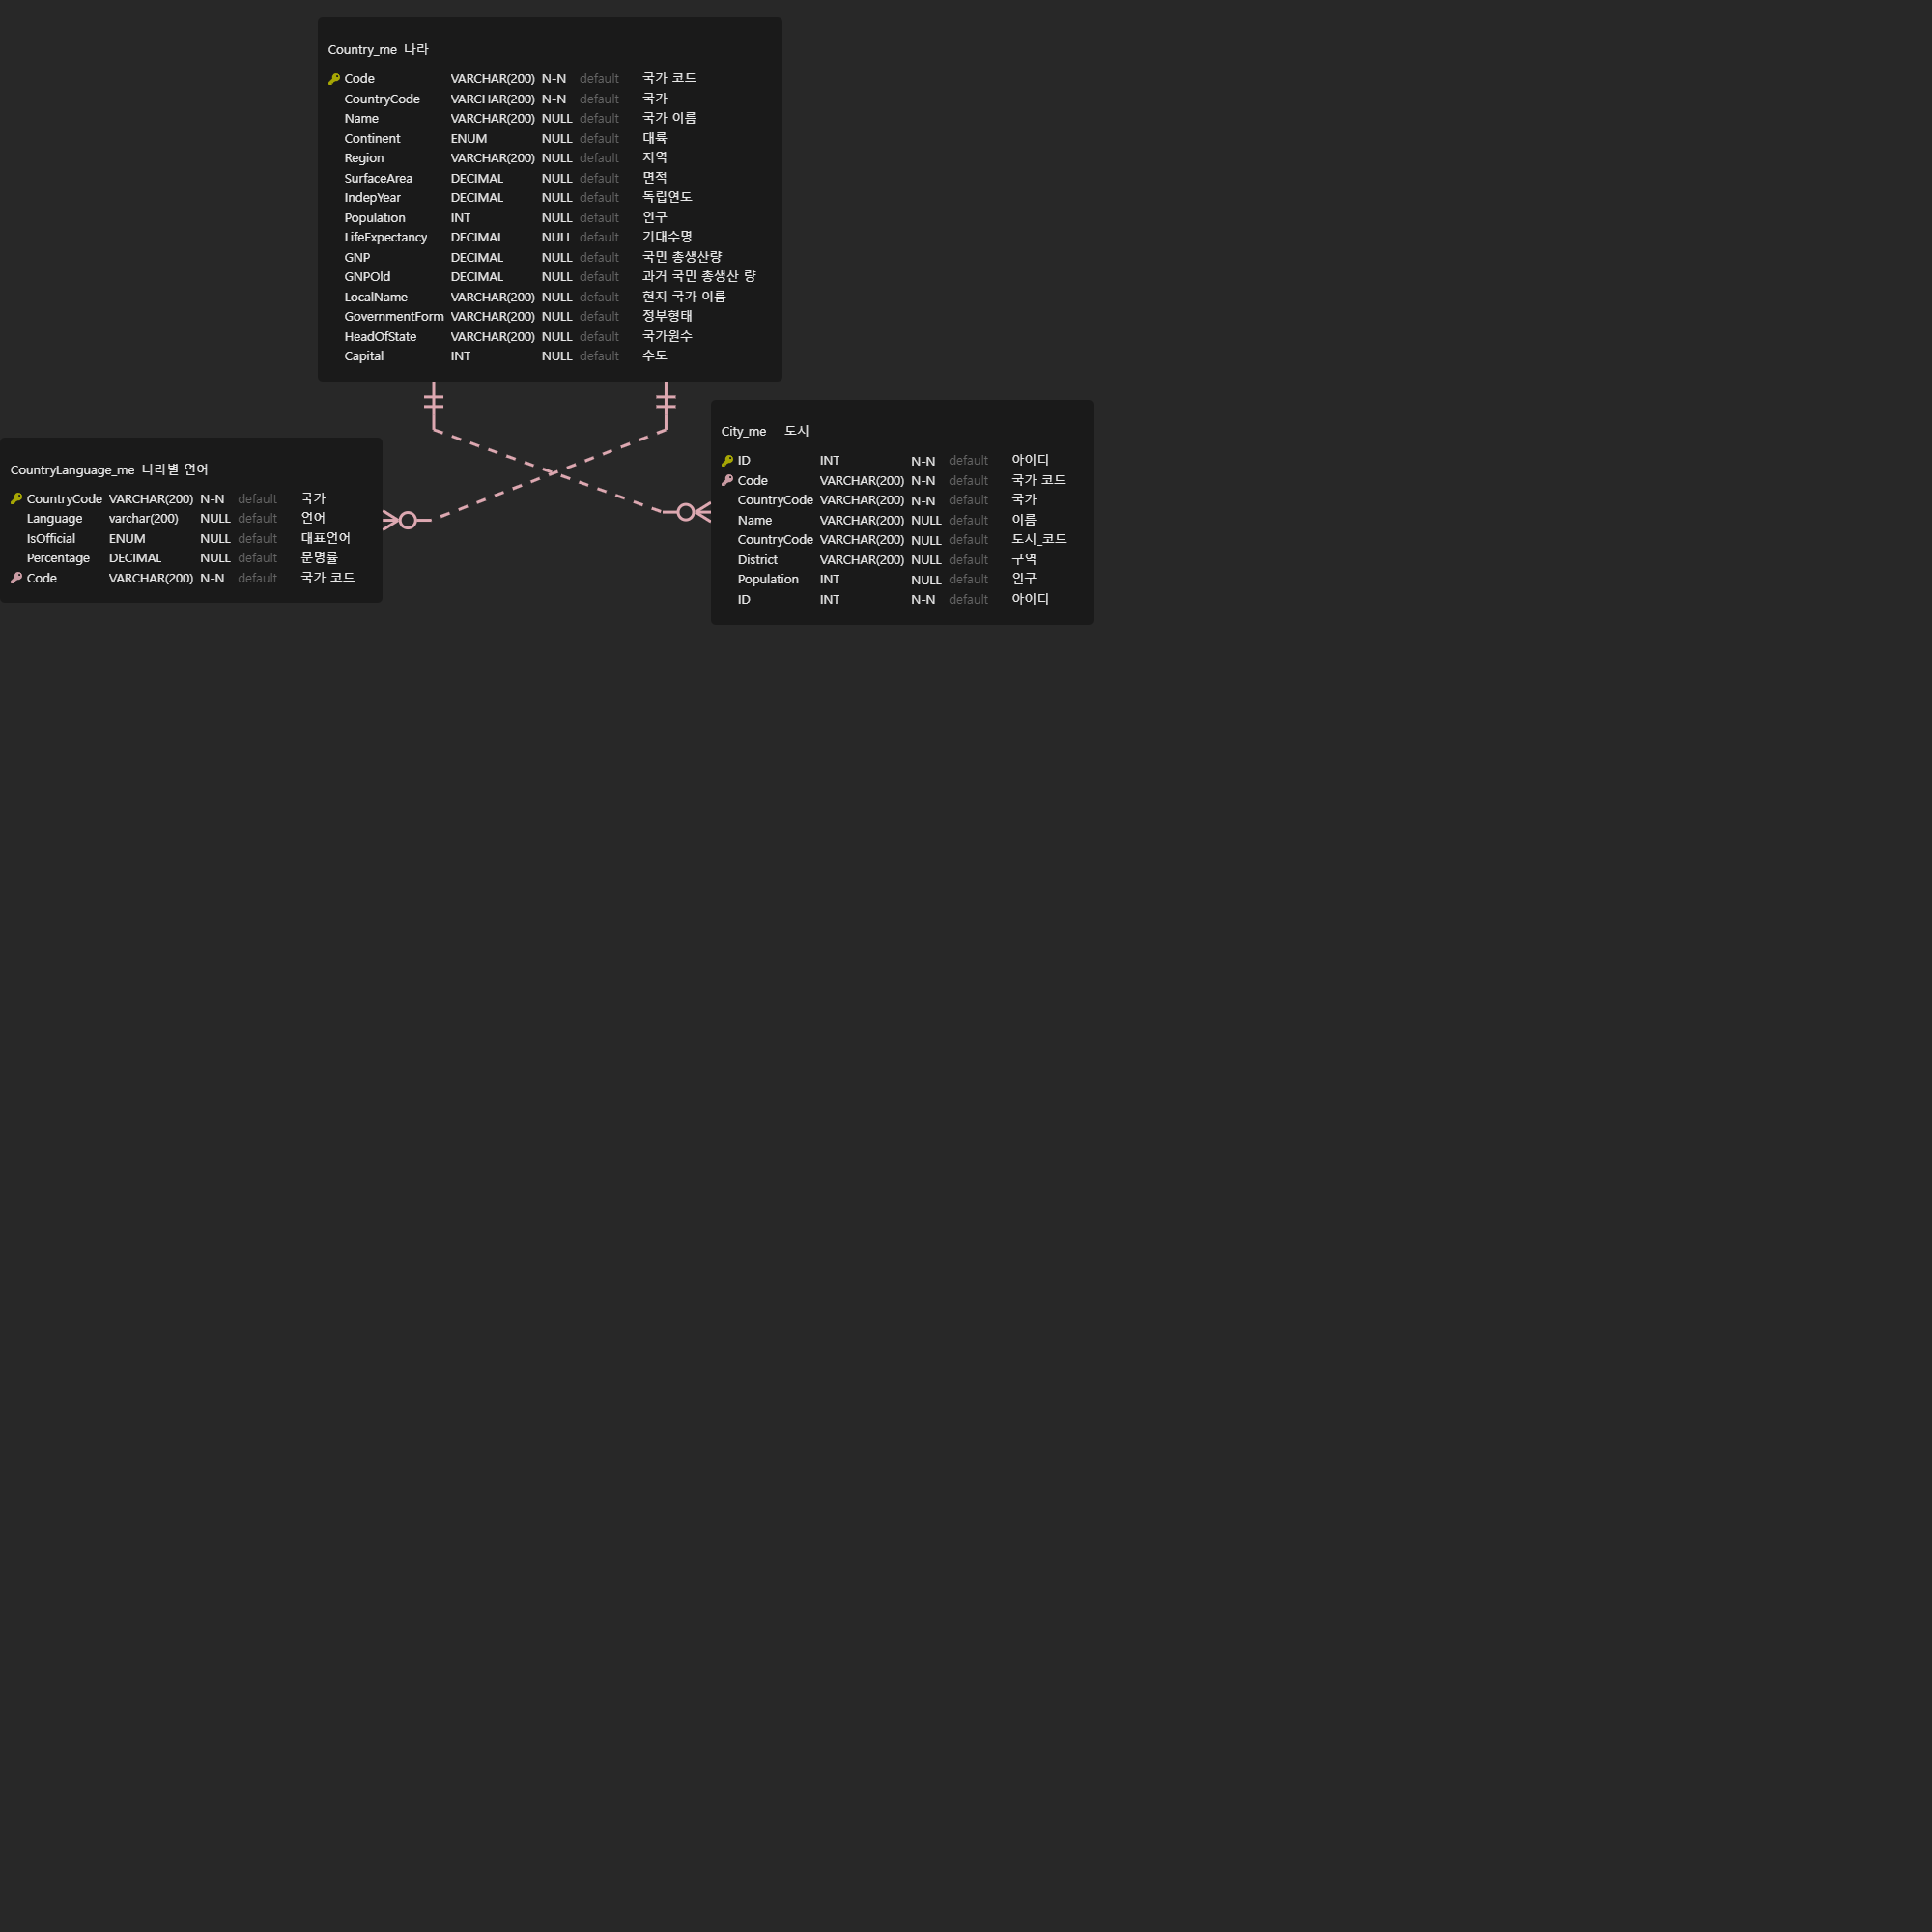 Country_me 나라
Code VARCHAR(200) N-N default 국가 코드
CountryCode VARCHAR(200) N-N default 국가
Name VARCHAR(200) NULL default 국가 이름
Continent ENUM NULL default 대륙
Region VARCHAR(200) NULL default 지역
SurfaceArea DECIMAL NULL default 면적
IndepYear DECIMAL NULL default 독립연도
Population INT NULL default 인구
LifeExpectancy DECIMAL NULL default 기대수명
GNP DECIMAL NULL default 국민 총생산량
GNPOld DECIMAL NULL default 과거 국민 총생산 량
LocalName VARCHAR(200) NULL default 현지 국가 이름
GovernmentForm VARCHAR(200) NULL default 정부형태
HeadOfState VARCHAR(200) NULL default 국가원수
Capital INT NULL default 수도
CountryLanguage_me 나라별 언어
CountryCode VARCHAR(200) N-N default 국가
Language varchar(200) NULL default 언어
IsOfficial ENUM NULL default 대표언어
Percentage DECIMAL NULL default 문명률
Code VARCHAR(200) N-N default 국가 코드
City_me 도시
ID INT N-N default 아이디
Code VARCHAR(200) N-N default 국가 코드
CountryCode VARCHAR(200) N-N default 국가
Name VARCHAR(200) NULL default 이름
CountryCode VARCHAR(200) NULL default 도시_코드
District VARCHAR(200) NULL default 구역
Population INT NULL default 인구
ID INT N-N default 아이디